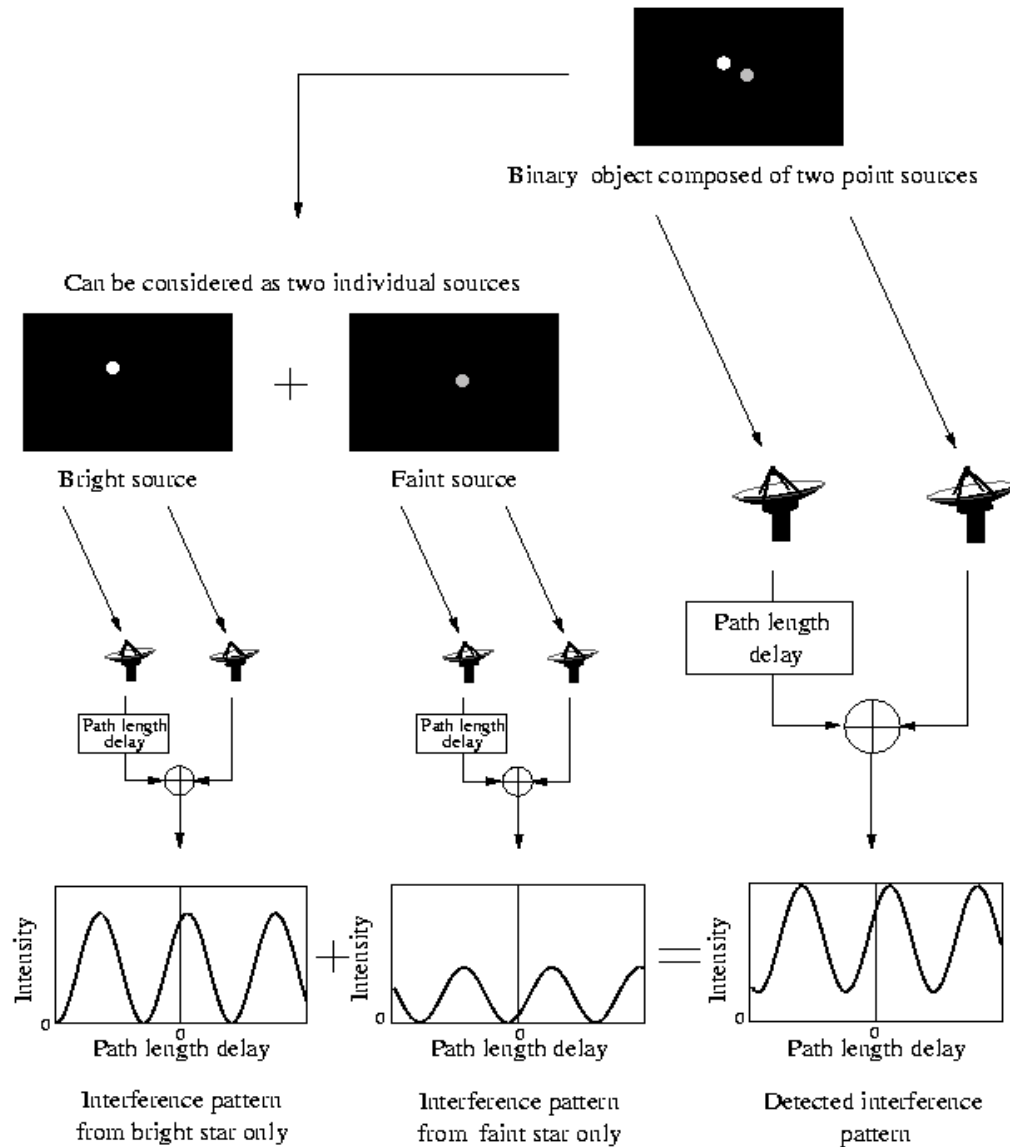 Binary object composed of two point sources
Can be considered as two individual sources
Bright source
Faint source
Path length
delay
Path length
delay
Path length
delay
Intensity
0
0
Path length delay
Interference pattern
from bright star only
Intensity
0
0
Path length delay
Interference pattern
from faint star only
Intensity
0
0
Path length delay
Detected interference
pattern